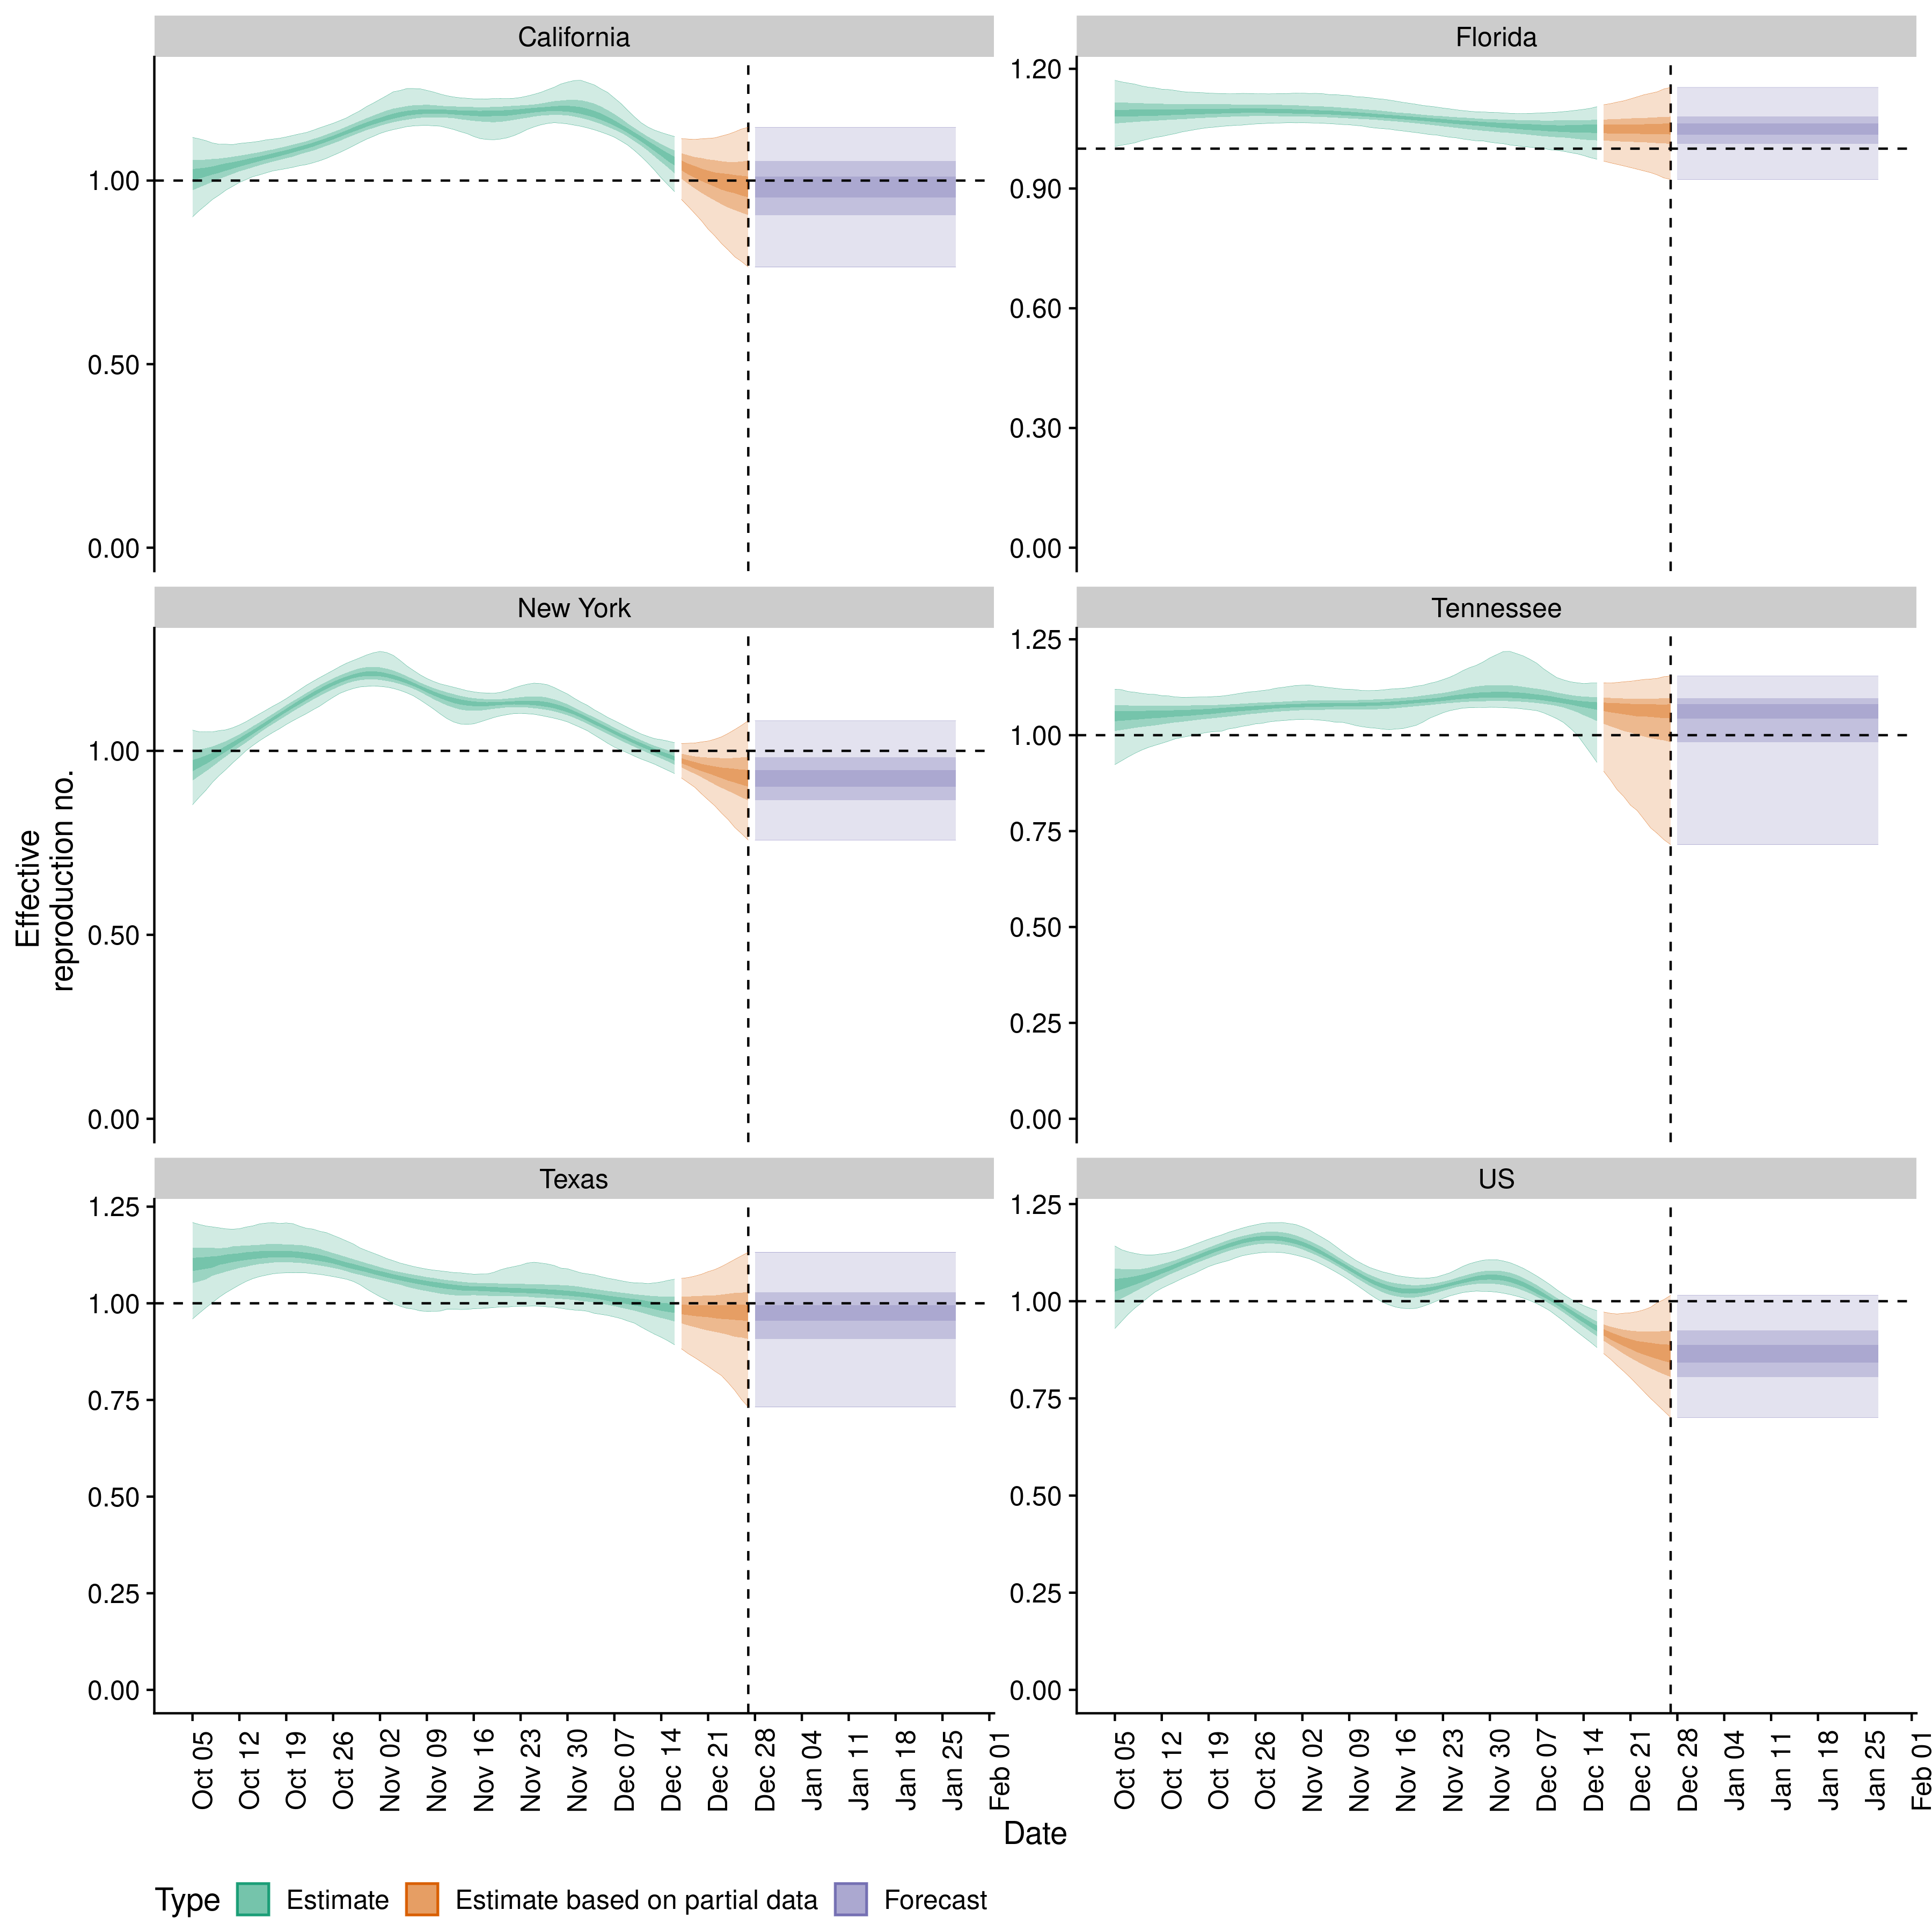 California
Florida
1.00
0.50
0.00
1.20
0.90
0.60
0.30
0.00
New York
Tennessee
1.00
0.50
0.00
1.25
1.00
0.75
0.50
0.25
0.00
Effective
reproduction no.
Texas
US
1.25
1.00
0.75
0.50
0.25
0.00
1.25
1.00
0.75
0.50
0.25
0.00
Oct 05
Oct 12
Oct 19
Oct 26
Nov 02
Nov 09
Nov 16
Nov 23
Nov 30
Dec 07
Dec 14
Dec 21
Dec 28
Jan 04
Jan 11
Jan 18
Jan 25
Feb 01
Oct 05
Oct 12
Oct 19
Oct 26
Nov 02
Nov 09
Nov 16
Nov 23
Nov 30
Dec 07
Dec 14
Dec 21
Dec 28
Jan 04
Jan 11
Jan 18
Jan 25
Feb 01
Date
Type Estimate Estimate based on partial data Forecast